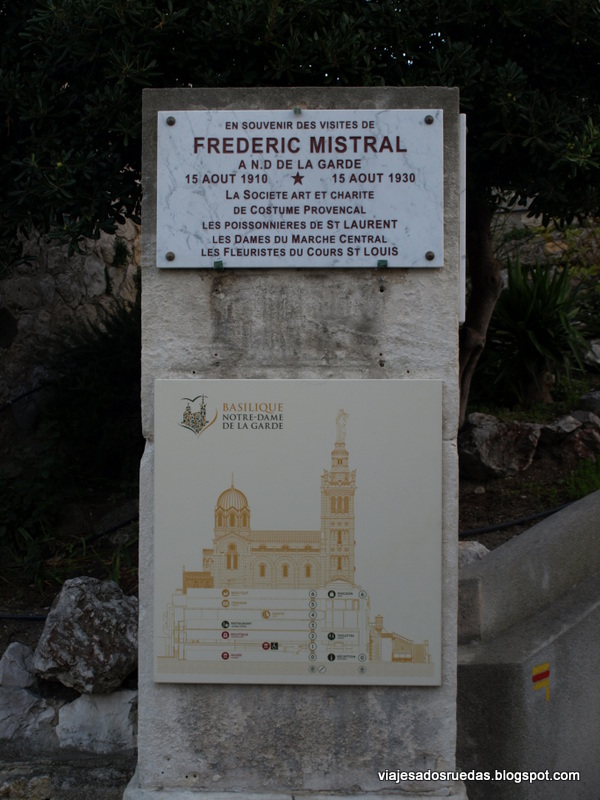 EN SOUVENIR DES VISITES DE
FREDERIC MISTRAL
A N.D DE LA GARDE
15 AOUT 1910 ★ 15 AOUT 1930
LA SOCIETE ART ET CHARITE
DE COSTUME PROVENCAL
LES POISSONNIERES DE ST LAURENT
LES DAMES DU MARCHE CENTRAL
LES FLEURISTES DU COURS ST LOUIS
BASILIQUE
NOTRE-DAME
DE LA GARDE
viajesadosruedas.blogspot.com